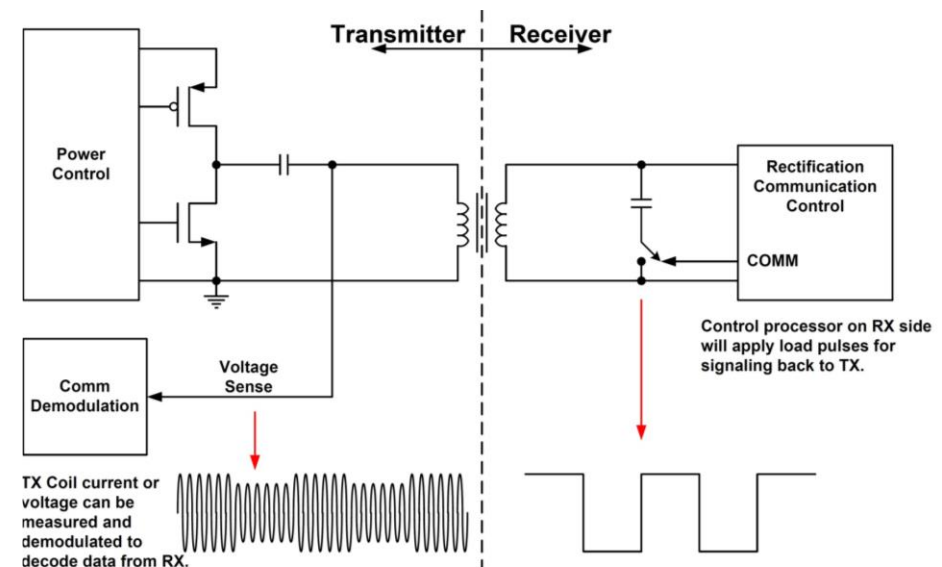 Transmitter
Receiver
Power
Control
Rectification
Communication
Control
COMM
Control processor on RX side
will apply load pulses for
signaling back to TX.
Voltage
Sense
Comm
Demodulation
TX Coil current or
voltage can be
measured and
demodulated to
decode data from RX.